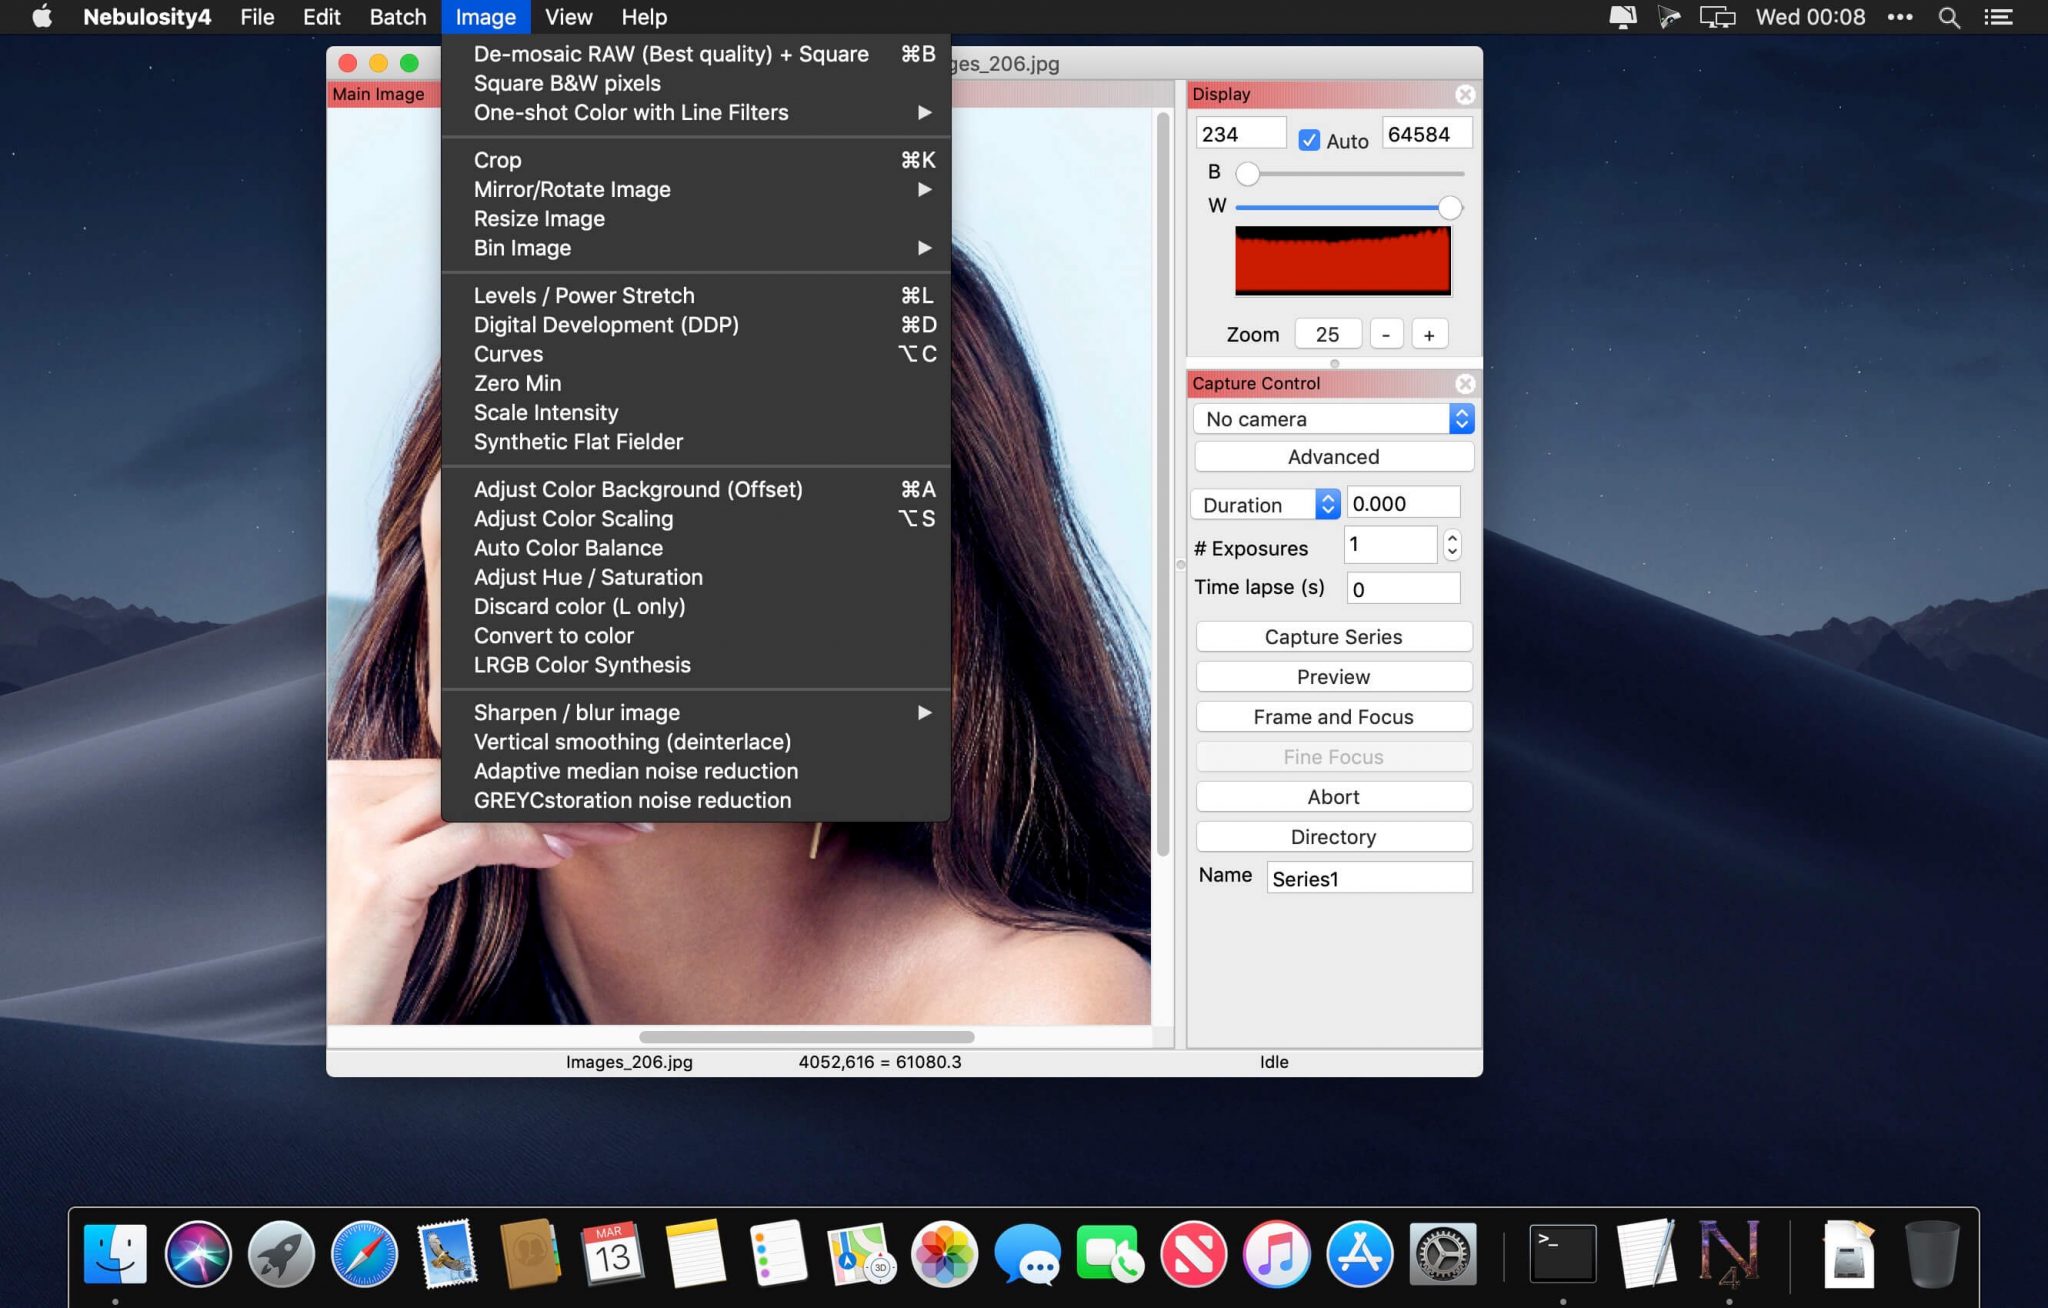 Nebulosity4 File Edit Batch Image View Help Wed 00:08
De-mosaic RAW (Best quality) + Square ⌘B
Square B&W pixels
One-shot Color with Line Filters
Crop ⌘K
Mirror/Rotate Image
Resize Image
Bin Image
Levels / Power Stretch ⌘L
Digital Development (DDP) ⌘D
Curves ⌥C
Zero Min
Scale Intensity
Synthetic Flat Fielder
Adjust Color Background (Offset) ⌘A
Adjust Color Scaling ⌥S
Auto Color Balance
Adjust Hue / Saturation
Discard color (L only)
Convert to color
LRGB Color Synthesis
Sharpen / blur image
Vertical smoothing (deinterlace)
Adaptive median noise reduction
GREYCstoration noise reduction
ges_206.jpg
Main Image
Display
234 Auto 64584
B
W
Zoom 25 - +
Capture Control
No camera
Advanced
Duration 0.000
# Exposures 1
Time lapse (s) 0
Capture Series
Preview
Frame and Focus
Fine Focus
Abort
Directory
Name Series1
Images_206.jpg 4052,616 = 61080.3 Idle
MAR
13
3D
>_
N
4